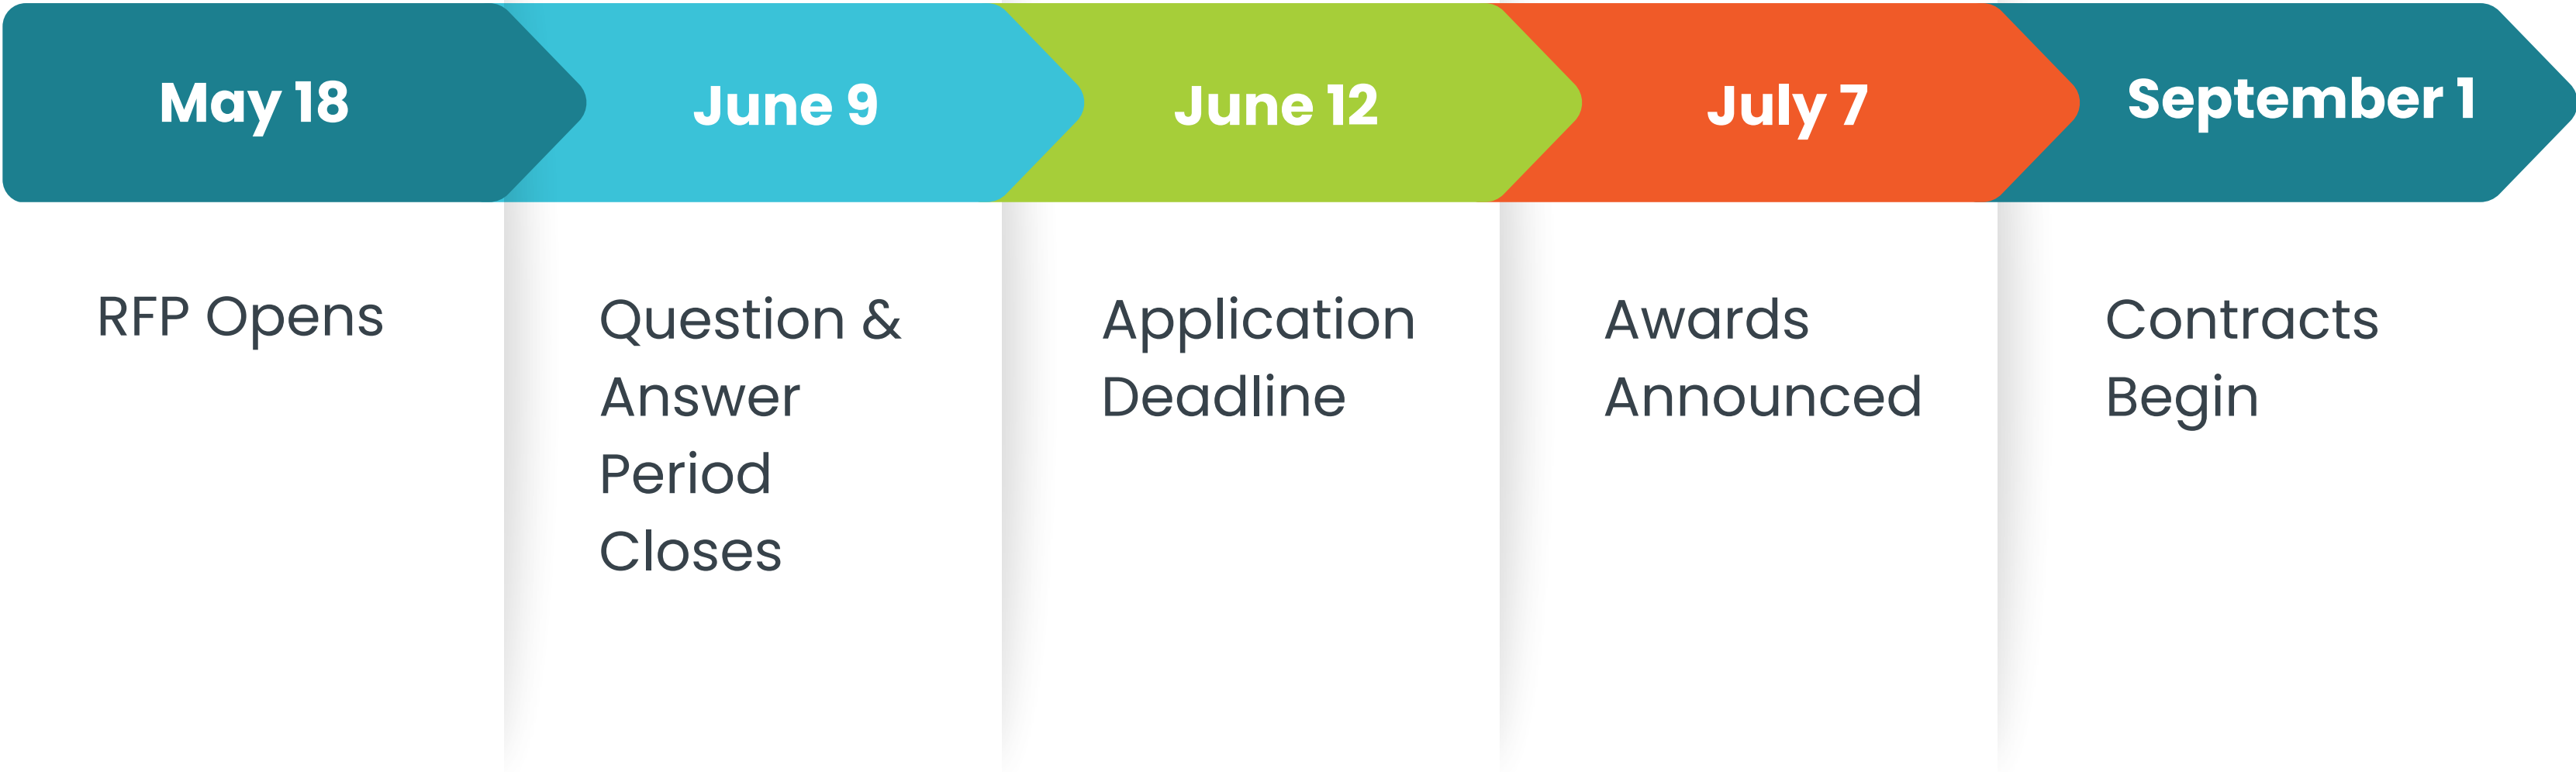 May 18
June 9
June 12
July 7
September 1
RFP Opens
Question &
Answer
Period
Closes
Application
Deadline
Awards
Announced
Contracts
Begin